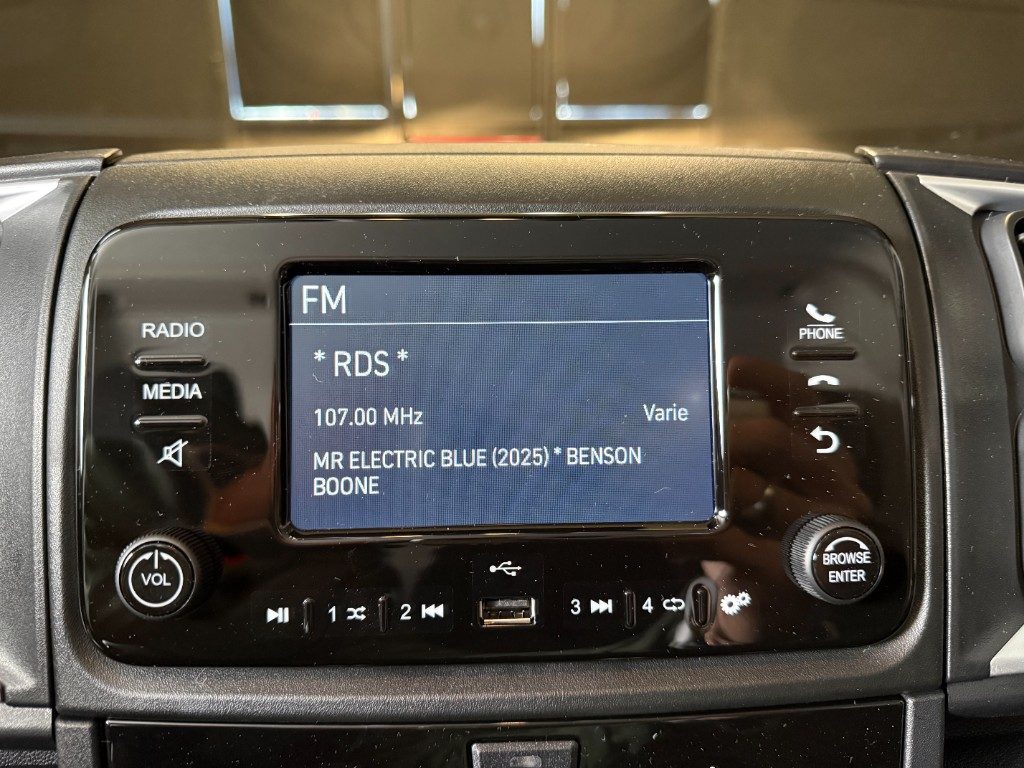 FM
* RDS *
107.00 MHz Varie
MR ELECTRIC BLUE (2025) * BENSON
BOONE
RADIO
MEDIA
VOL
1
2
3
4
PHONE
BROWSE
ENTER